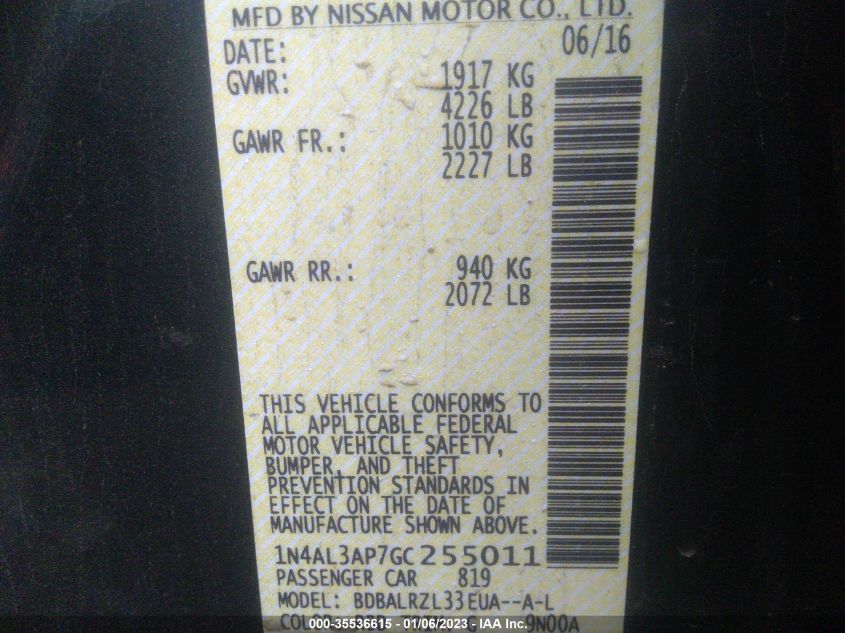 MFD BY NISSAN MOTOR CO., LTD.
DATE: 06/16
GVWR: 1917 KG
4226 LB
GAWR FR.: 1010 KG
2227 LB
GAWR RR.: 940 KG
2072 LB
THIS VEHICLE CONFORMS TO
ALL APPLICABLE FEDERAL
MOTOR VEHICLE SAFETY,
BUMPER, AND THEFT
PREVENTION STANDARDS IN
EFFECT ON THE DATE OF
MANUFACTURE SHOWN ABOVE.
1N4AL3AP7GC255011
PASSENGER CAR 819
MODEL: BDBALRZL33EUA--A-L
000-35536615 - 01/06/2023 - © IAA, Inc.